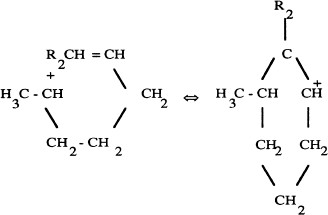 R₂
R₂CH = CH
C
+
H₃C - CH
CH₂
⇔
H₃C - CH
CH
+
CH₂ - CH₂
CH₂
CH₂
CH₂